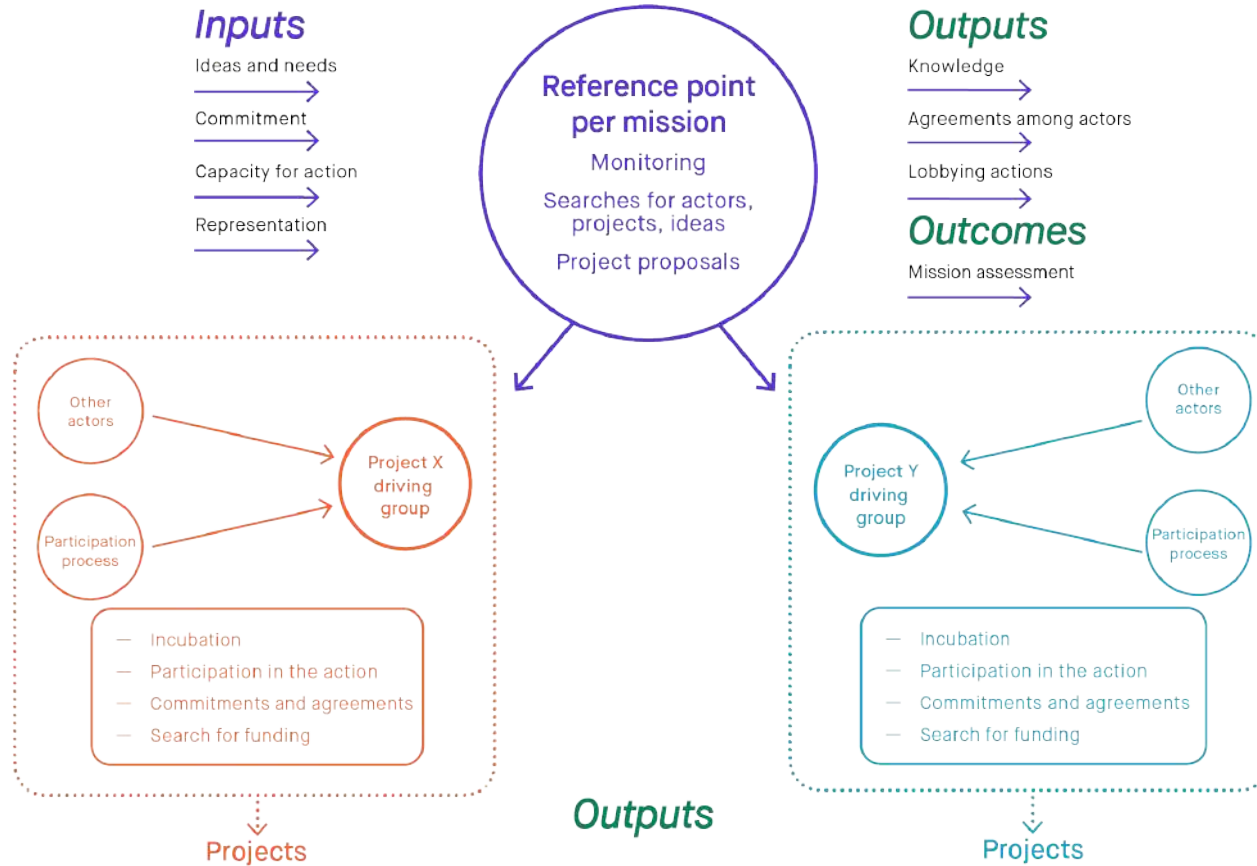 Inputs
Ideas and needs
Commitment
Capacity for action
Representation
Reference point
per mission
Monitoring
Searches for actors,
projects, ideas
Project proposals
Outputs
Knowledge
Agreements among actors
Lobbying actions
Outcomes
Mission assessment
Other
actors
Participation
process
Project X
driving
group
— Incubation
— Participation in the action
— Commitments and agreements
— Search for funding
Projects
Project Y
driving
group
Other
actors
Participation
process
— Incubation
— Participation in the action
— Commitments and agreements
— Search for funding
Projects
Outputs